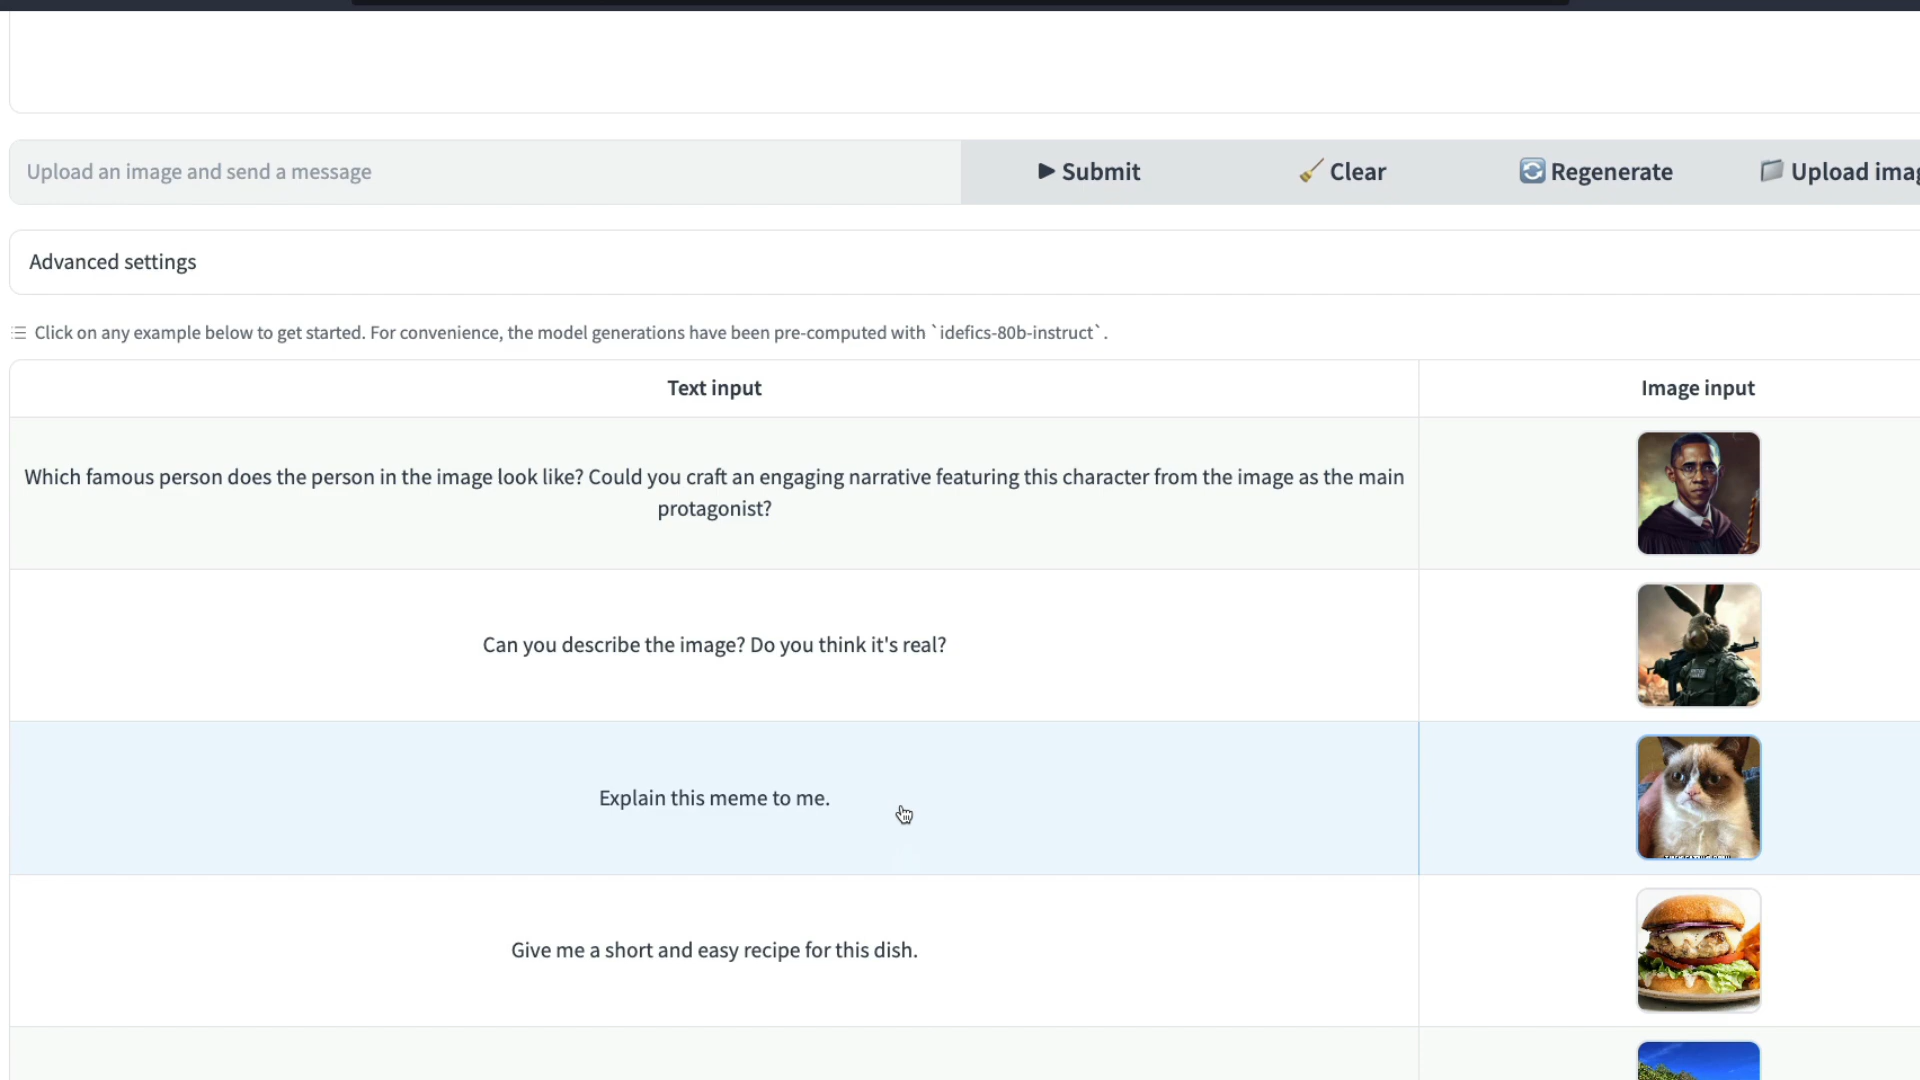 Upload an image and send a message
▶ Submit
Clear
Regenerate
Upload imag
Advanced settings
Click on any example below to get started. For convenience, the model generations have been pre-computed with `idefics-80b-instruct`.
Text input
Image input
Which famous person does the person in the image look like? Could you craft an engaging narrative featuring this character from the image as the main
protagonist?
Can you describe the image? Do you think it's real?
Explain this meme to me.
Give me a short and easy recipe for this dish.